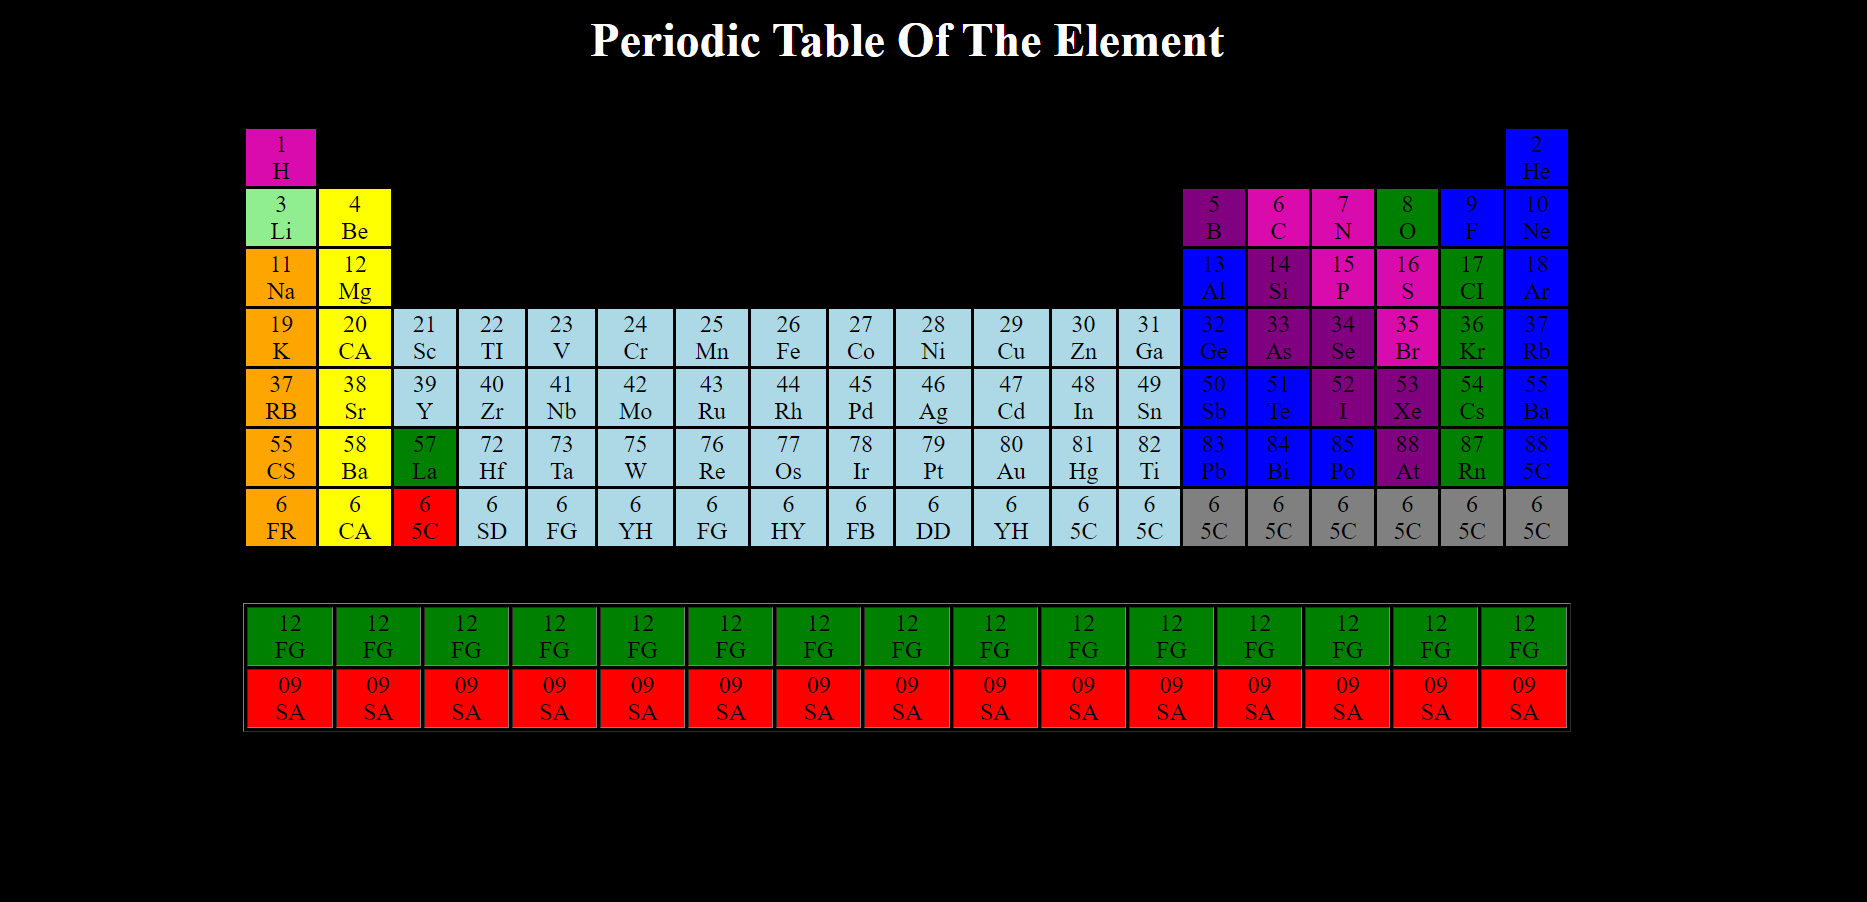 Periodic Table Of The Element
1 2
H He
3 4 5 6 7 8 9 10
Li Be B C N O F Ne
11 12 13 14 15 16 17 18
Na Mg Al Si P S CI Ar
19 20 21 22 23 24 25 26 27 28 29 30 31 32 33 34 35 36 37
K CA Sc TI V Cr Mn Fe Co Ni Cu Zn Ga Ge As Se Br Kr Rb
37 38 39 40 41 42 43 44 45 46 47 48 49 50 51 52 53 54 55
RB Sr Y Zr Nb Mo Ru Rh Pd Ag Cd In Sn Sb Te I Xe Cs Ba
55 58 57 72 73 75 76 77 78 79 80 81 82 83 84 85 88 87 88
CS Ba La Hf Ta W Re Os Ir Pt Au Hg Ti Pb Bi Po At Rn 5C
6 6 6 6 6 6 6 6 6 6 6 6 6 6 6 6 6 6 6
FR CA 5C SD FG YH FG HY FB DD YH 5C 5C 5C 5C 5C 5C 5C 5C
12 12 12 12 12 12 12 12 12 12 12 12 12 12 12
FG FG FG FG FG FG FG FG FG FG FG FG FG FG FG
09 09 09 09 09 09 09 09 09 09 09 09 09 09 09
SA SA SA SA SA SA SA SA SA SA SA SA SA SA SA